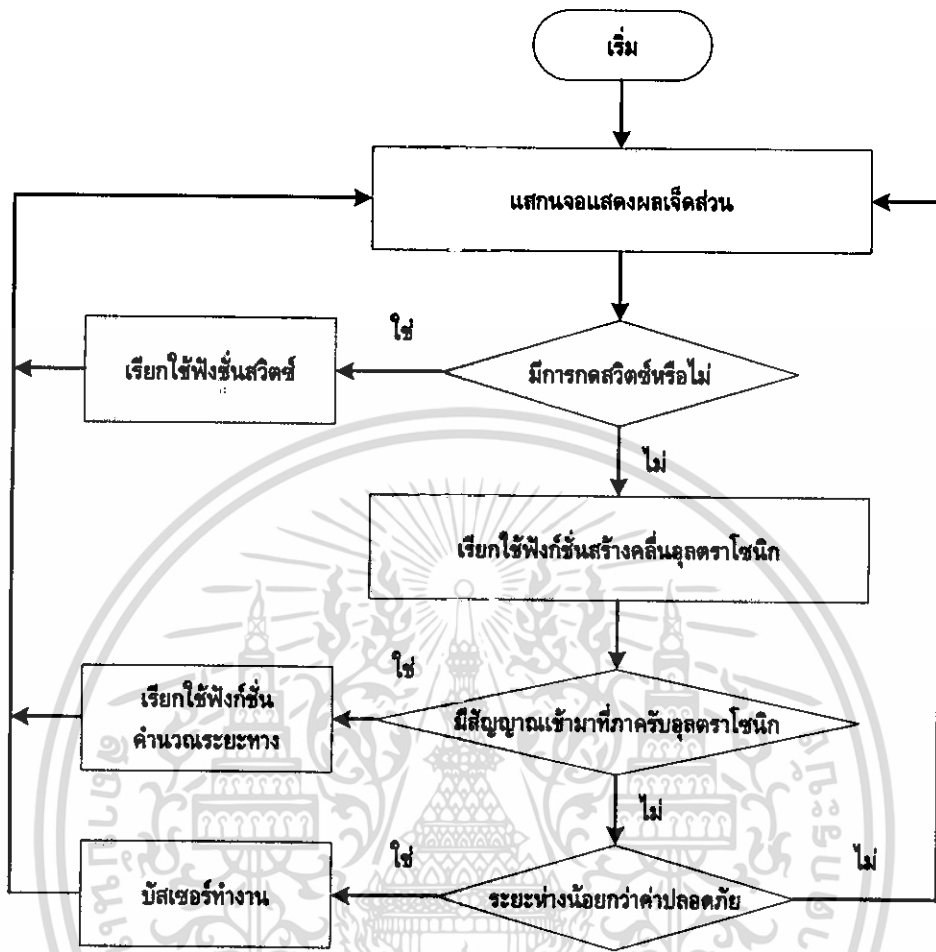 เริ่ม
แสกนจอแสดงผลเจ็ดส่วน
ใช่
เรียกใช้ฟังชั่นสวิตซ์
มีการกดสวิตซ์หรือไม่
ไม่
เรียกใช้ฟังก์ชั่นสร้างคลื่นอุลตราโซนิก
ใช่
เรียกใช้ฟังก์ชั่น
คำนวณระยะทาง
มีสัญญาณเข้ามาที่ภาครับอุลตราโซนิก
ไม่
ใช่
ไม่
บัสเซอร์ทำงาน
ระยะห่างน้อยกว่าค่าปลอดภัย